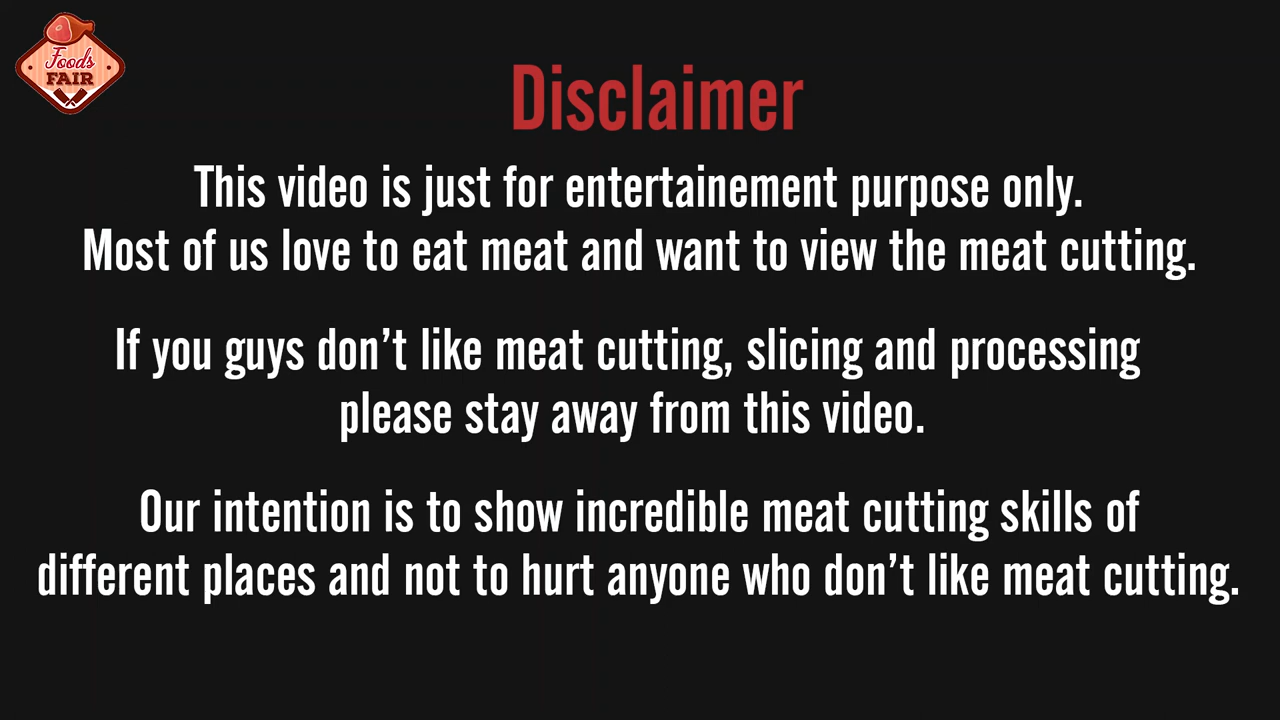 Foods
FAIR
Disclaimer
This video is just for entertainement purpose only.
Most of us love to eat meat and want to view the meat cutting.
If you guys don’t like meat cutting, slicing and processing
please stay away from this video.
Our intention is to show incredible meat cutting skills of
different places and not to hurt anyone who don’t like meat cutting.